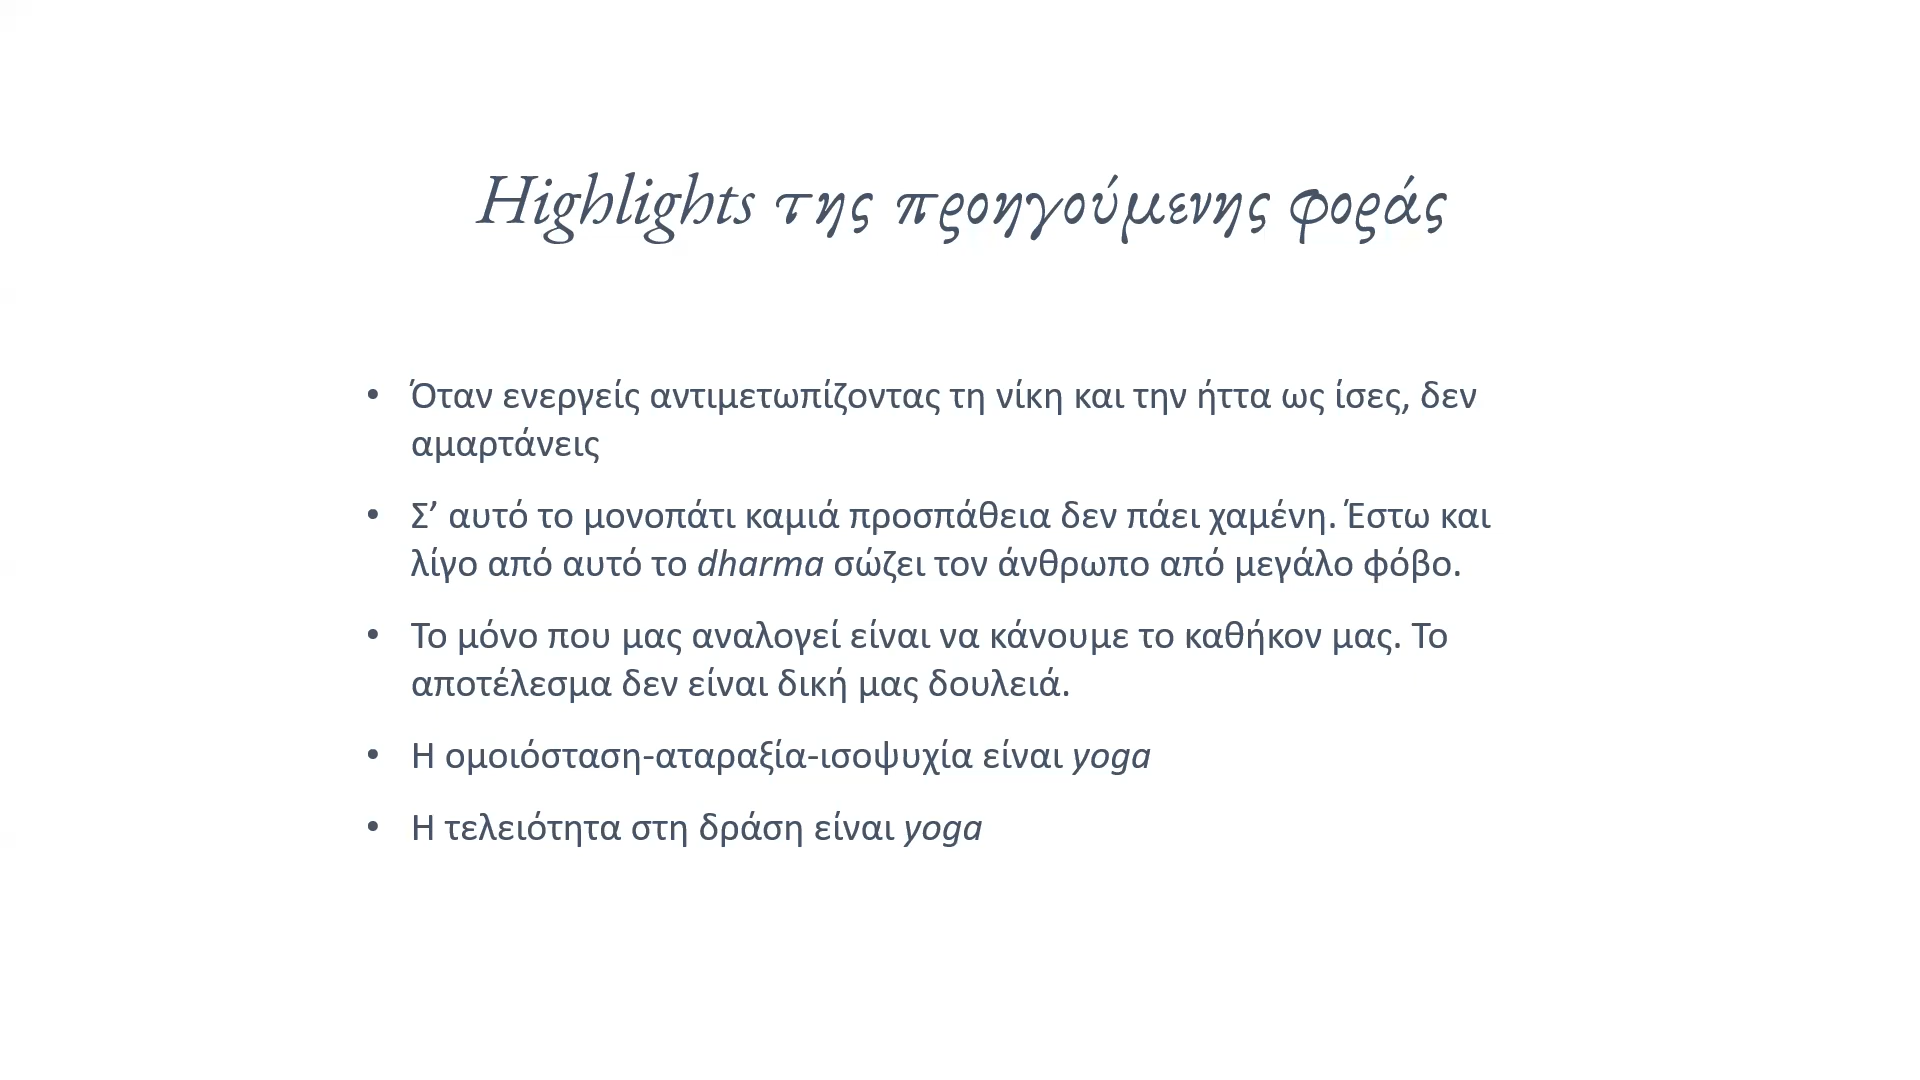 Highlights της προηγούμενης φοράς
• Όταν ενεργείς αντιμετωπίζοντας τη νίκη και την ήττα ως ίσες, δεν
αμαρτάνεις
• Σ’ αυτό το μονοπάτι καμιά προσπάθεια δεν πάει χαμένη. Έστω και
λίγο από αυτό το dharma σώζει τον άνθρωπο από μεγάλο φόβο.
• Το μόνο που μας αναλογεί είναι να κάνουμε το καθήκον μας. Το
αποτέλεσμα δεν είναι δική μας δουλειά.
• Η ομοιόσταση-αταραξία-ισοψυχία είναι yoga
• Η τελειότητα στη δράση είναι yoga